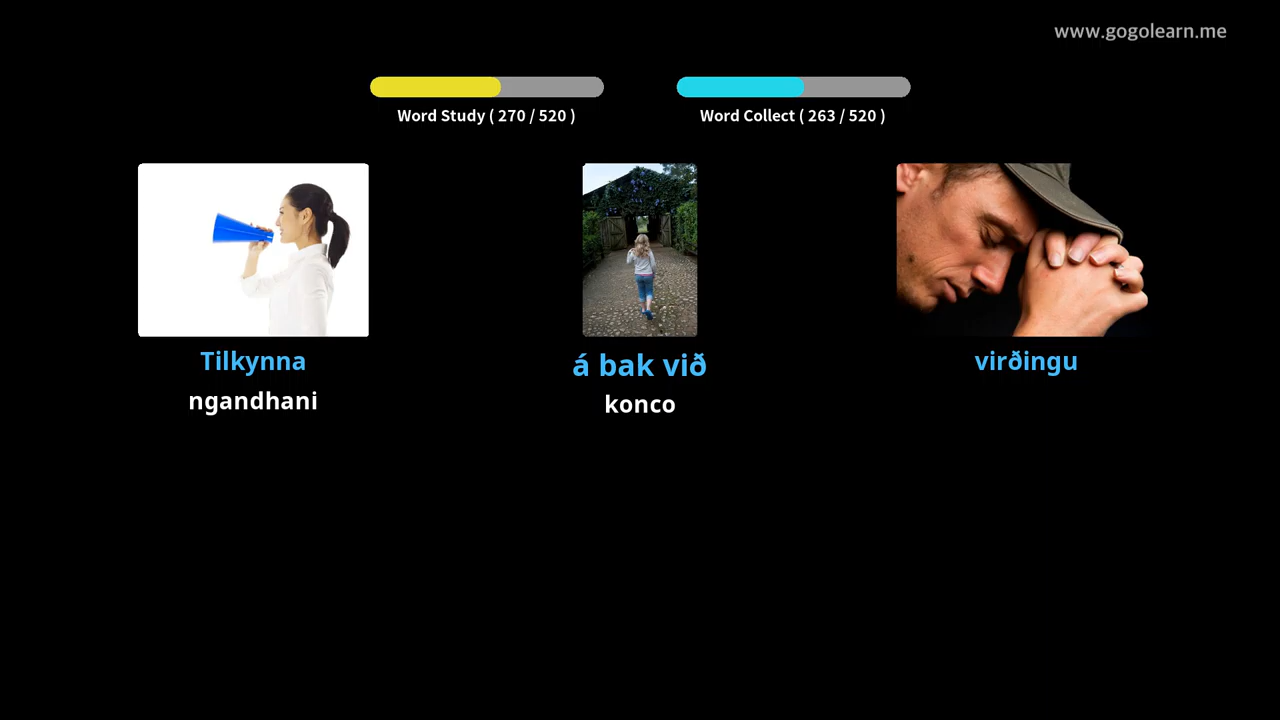 www.gogolearn.me
Word Study ( 270 / 520 )
Word Collect ( 263 / 520 )
Tilkynna
ngandhani
á bak við
konco
virðingu